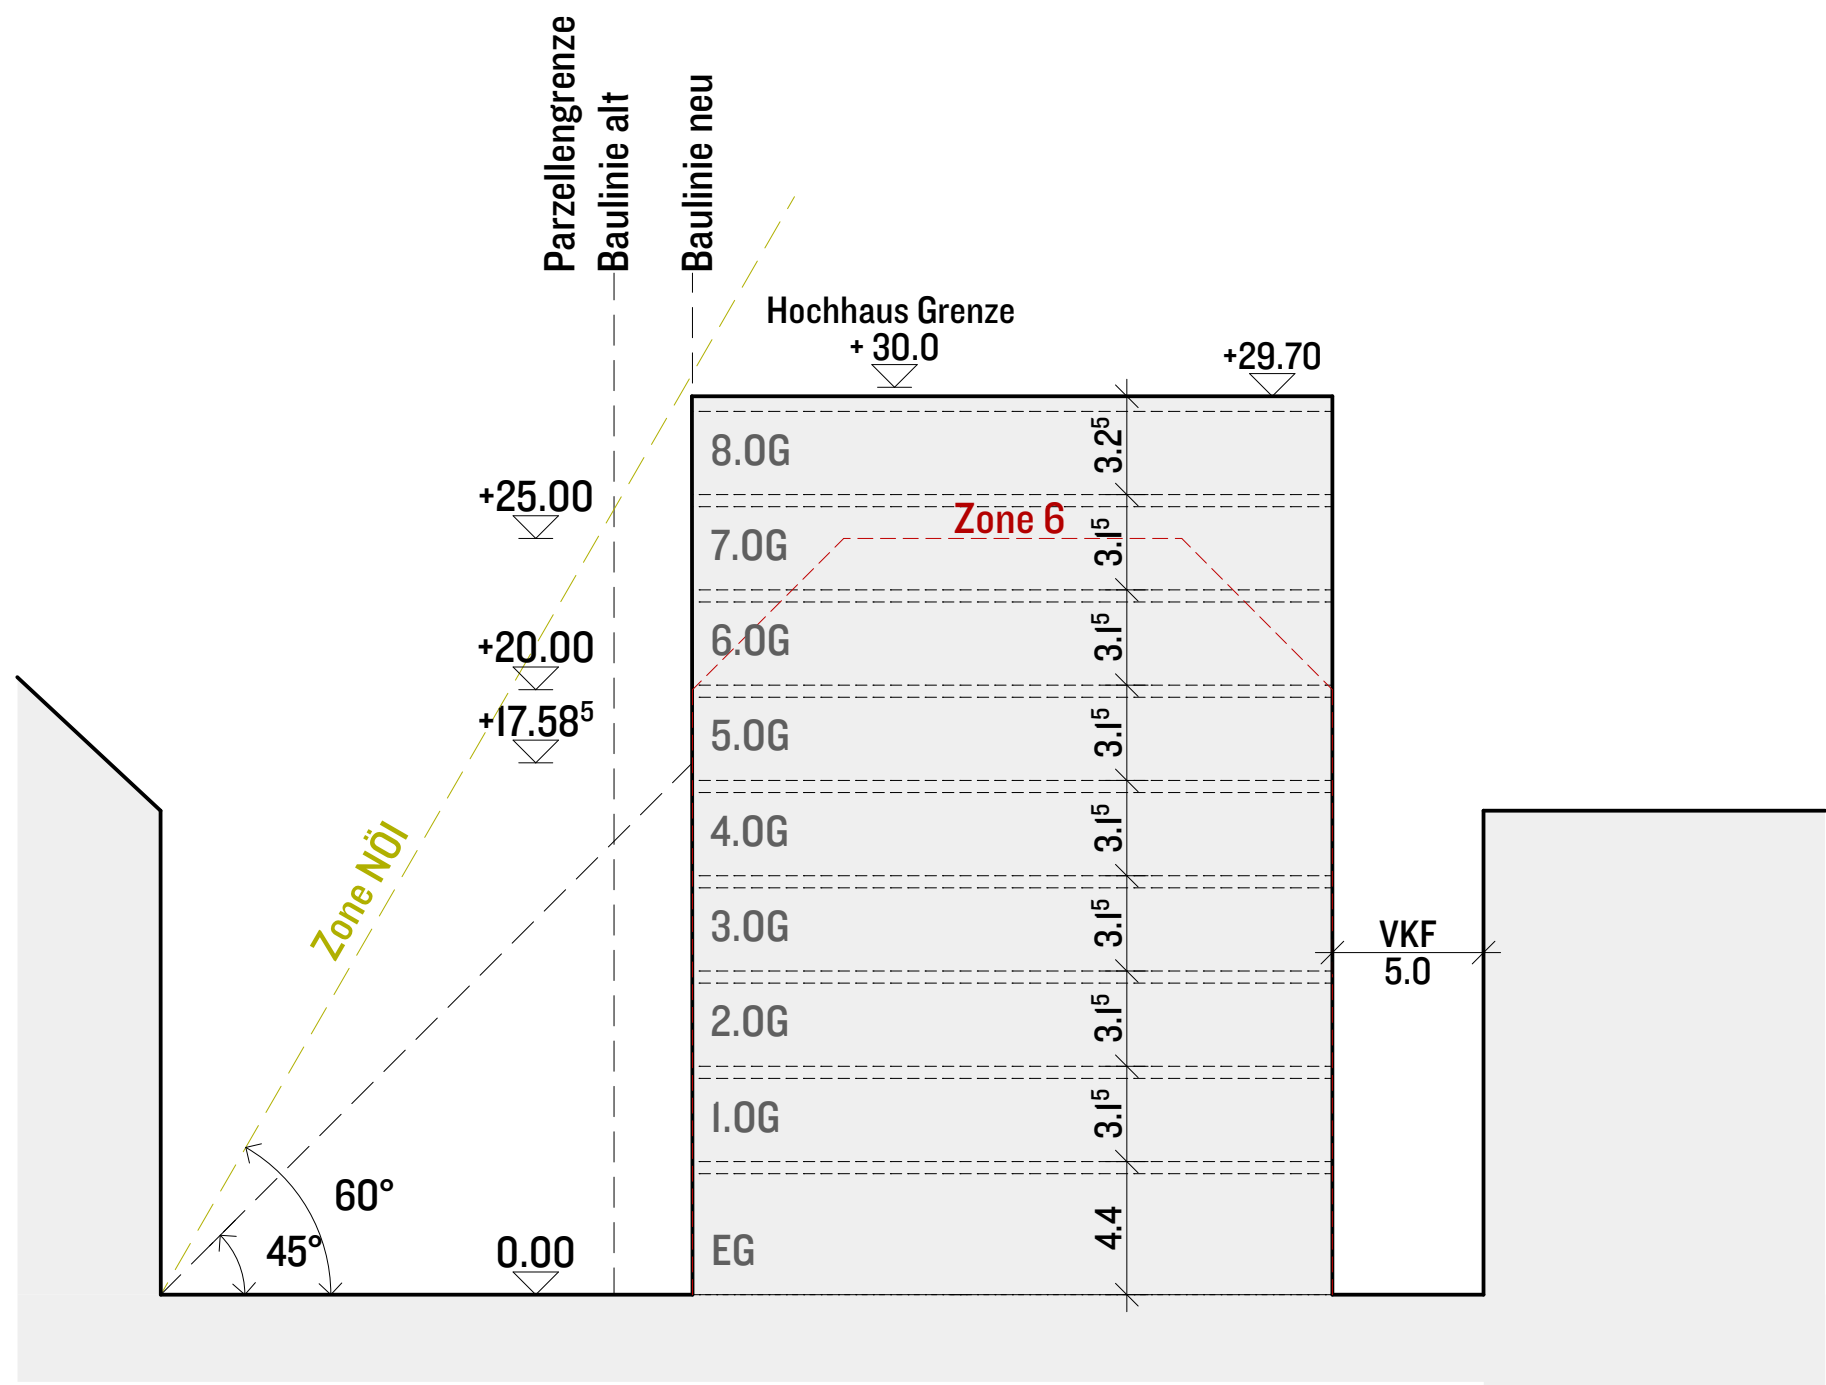 Parzellengrenze
Baulinie alt
Baulinie neu
Hochhaus Grenze
+ 30.0
+29.70
8.OG
3.2⁵
+25.00
Zone 6
7.OG
3.1⁵
+20.00
6.OG
3.1⁵
+17.58⁵
5.OG
3.1⁵
4.OG
3.1⁵
Zone NÖI
3.OG
3.1⁵
VKF
5.0
2.OG
3.1⁵
1.OG
3.1⁵
60°
45°
0.00
EG
4.4